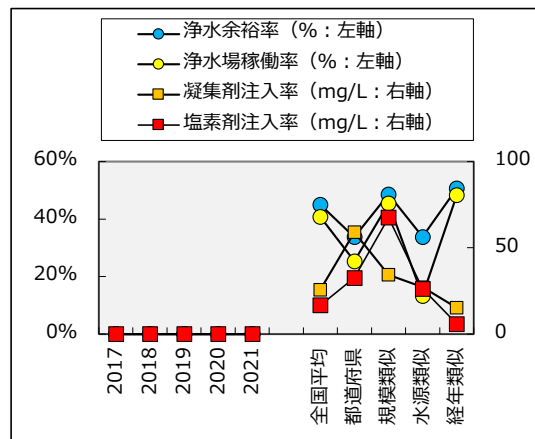 浄水余裕率（%：左軸）
浄水場稼働率（%：左軸）
凝集剤注入率（mg/L：右軸）
塩素剤注入率（mg/L：右軸）
60%
40%
20%
0%
100
50
0
2017
2018
2019
2020
2021
全国平均
都道府県
規模類似
水源類似
経年類似